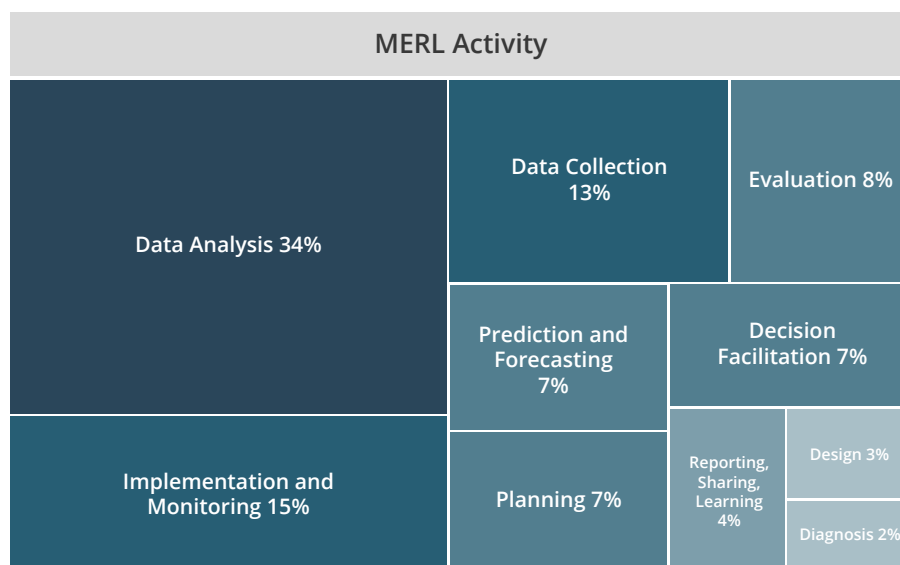 MERL Activity
Data Analysis 34%
Data Collection
13%
Evaluation 8%
Prediction and
Forecasting
7%
Decision
Facilitation 7%
Implementation and
Monitoring 15%
Planning 7%
Reporting,
Sharing,
Learning
4%
Design 3%
Diagnosis 2%